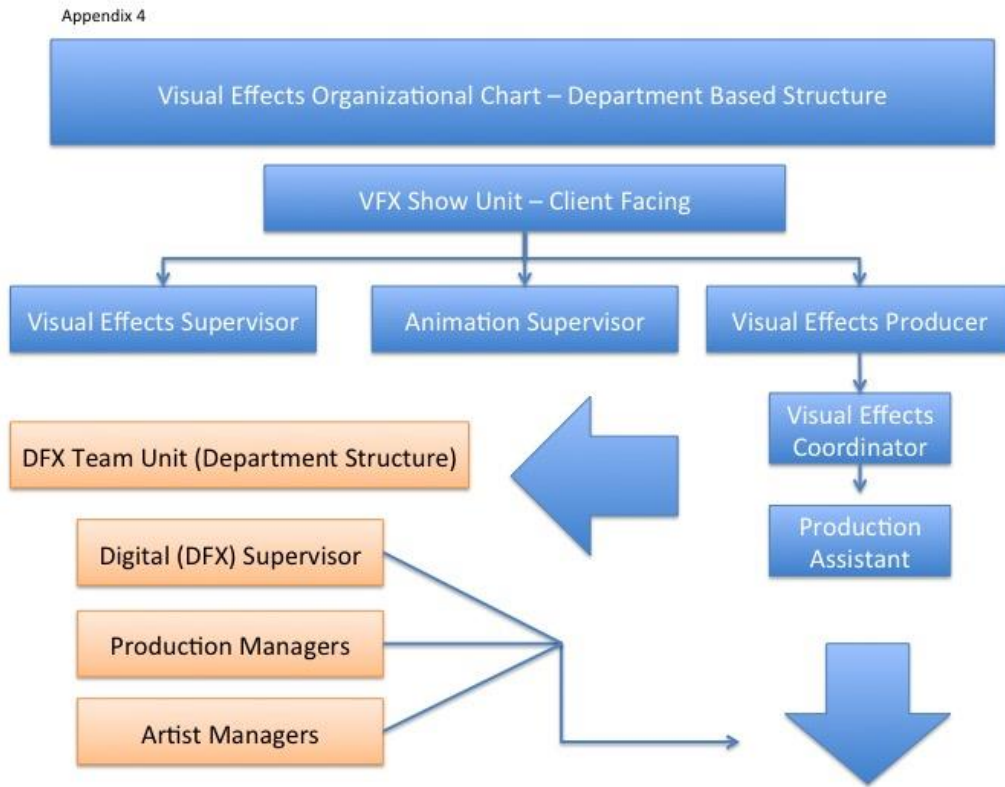 Appendix 4
Visual Effects Organizational Chart – Department Based Structure
VFX Show Unit – Client Facing
Visual Effects Supervisor
Animation Supervisor
Visual Effects Producer
Visual Effects
Coordinator
Production
Assistant
DFX Team Unit (Department Structure)
Digital (DFX) Supervisor
Production Managers
Artist Managers